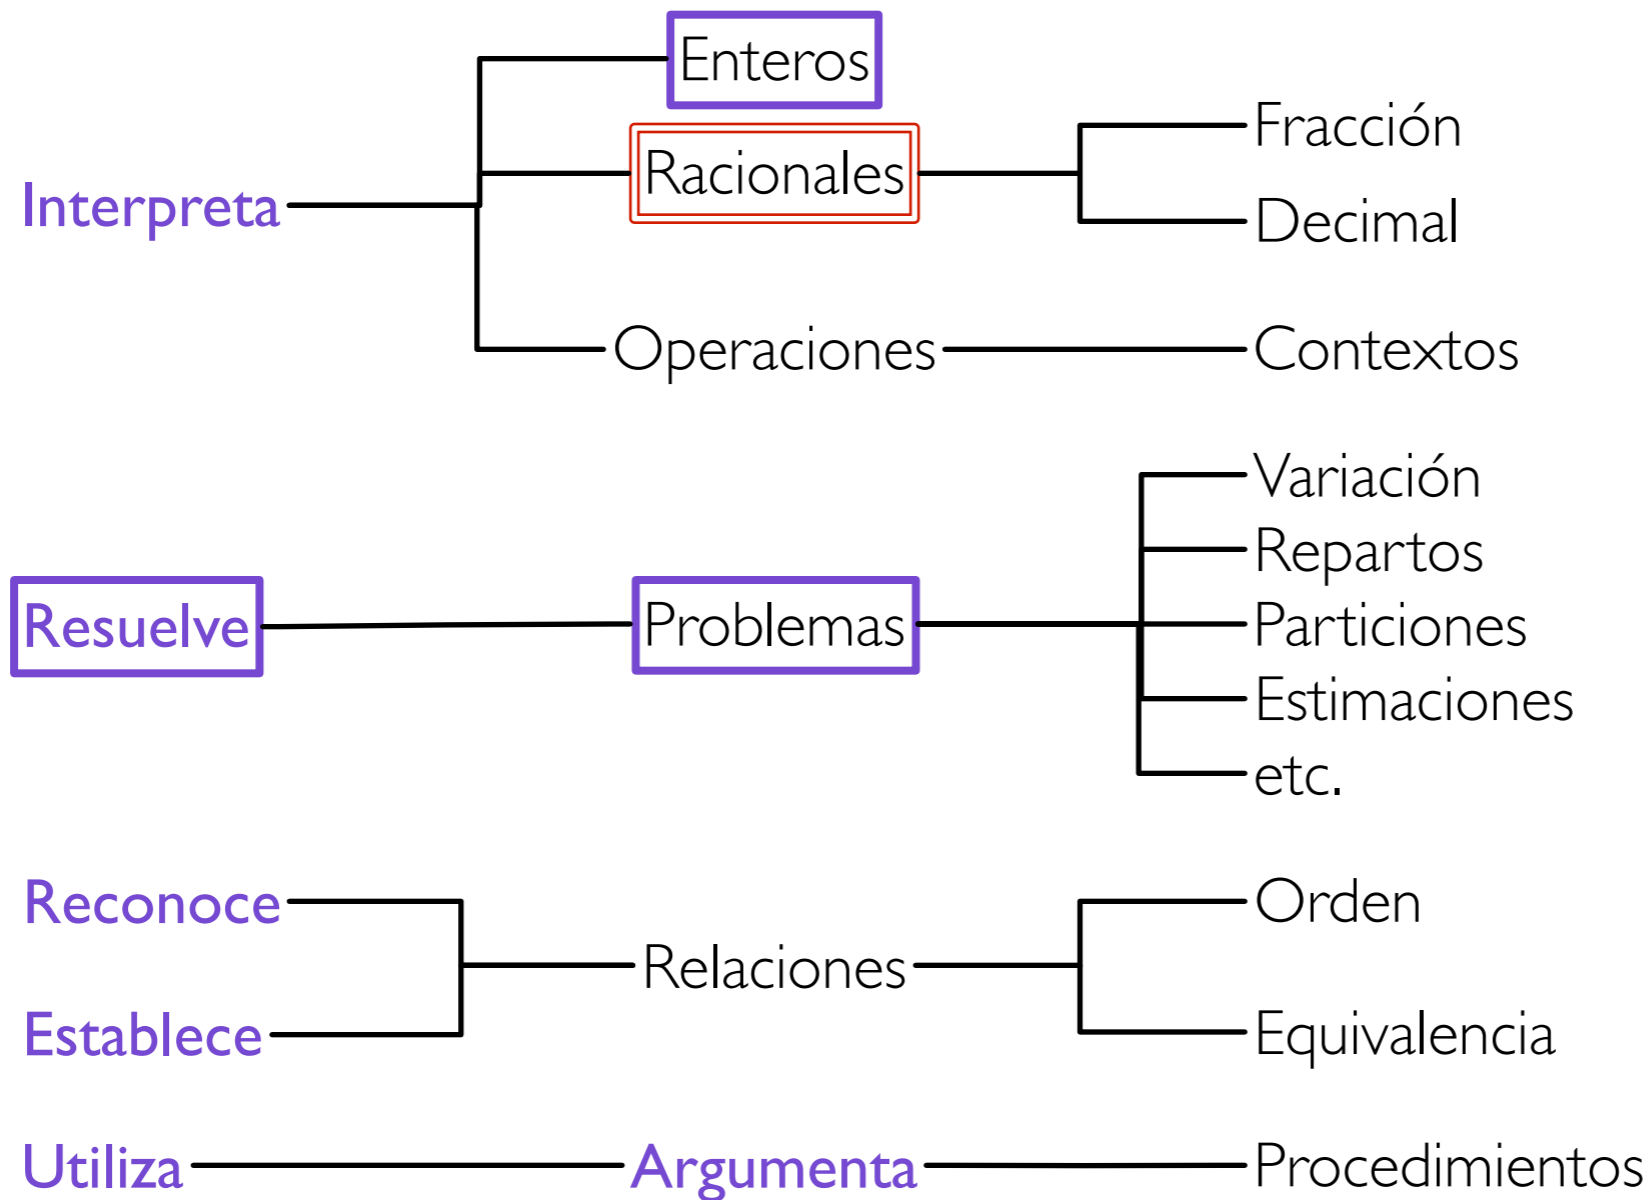 Enteros
Fracción
Racionales
Interpreta
Decimal
Operaciones
Contextos
Variación
Repartos
Resuelve
Problemas
Particiones
Estimaciones
etc.
Reconoce
Orden
Relaciones
Establece
Equivalencia
Utiliza
Argumenta
Procedimientos